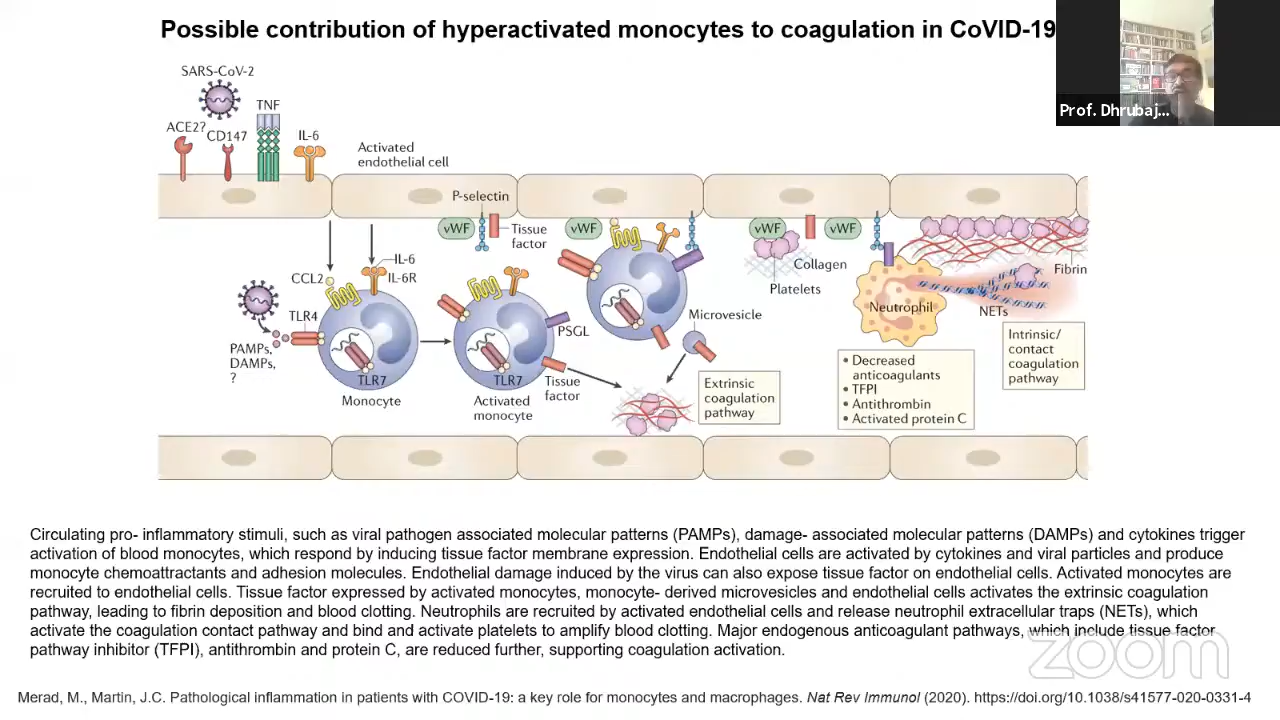 Possible contribution of hyperactivated monocytes to coagulation in CoVID-19
Prof. Dhrubaj...
SARS-CoV-2
TNF
ACE2?
CD147
IL-6
Activated
endothelial cell
P-selectin
vWF
Tissue
factor
vWF
vWF
vWF
IL-6
IL-6R
CCL2
TLR4
PAMPs,
DAMPs,
?
TLR7
Monocyte
TLR7
Activated
monocyte
PSGL
Tissue
factor
Microvesicle
Extrinsic
coagulation
pathway
Collagen
Platelets
Neutrophil
NETs
Fibrin
• Decreased
anticoagulants
• TFPI
• Antithrombin
• Activated protein C
Intrinsic/
contact
coagulation
pathway
Circulating pro- inflammatory stimuli, such as viral pathogen associated molecular patterns (PAMPs), damage- associated molecular patterns (DAMPs) and cytokines trigger
activation of blood monocytes, which respond by inducing tissue factor membrane expression. Endothelial cells are activated by cytokines and viral particles and produce
monocyte chemoattractants and adhesion molecules. Endothelial damage induced by the virus can also expose tissue factor on endothelial cells. Activated monocytes are
recruited to endothelial cells. Tissue factor expressed by activated monocytes, monocyte- derived microvesicles and endothelial cells activates the extrinsic coagulation
pathway, leading to fibrin deposition and blood clotting. Neutrophils are recruited by activated endothelial cells and release neutrophil extracellular traps (NETs), which
activate the coagulation contact pathway and bind and activate platelets to amplify blood clotting. Major endogenous anticoagulant pathways, which include tissue factor
pathway inhibitor (TFPI), antithrombin and protein C, are reduced further, supporting coagulation activation.
zoom
Merad, M., Martin, J.C. Pathological inflammation in patients with COVID-19: a key role for monocytes and macrophages. Nat Rev Immunol (2020). https://doi.org/10.1038/s41577-020-0331-4